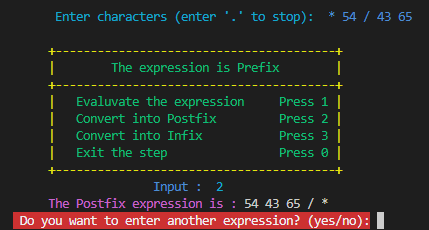 Enter characters (enter '.' to stop):  * 54 / 43 65
+---------------------------------------+
|       The expression is Prefix        |
+---------------------------------------+
|   Evaluvate the expression     Press 1 |
|   Convert into Postfix         Press 2 |
|   Convert into Infix           Press 3 |
|   Exit the step                Press 0 |
+---------------------------------------+
Input :  2
The Postfix expression is : 54 43 65 / *
Do you want to enter another expression? (yes/no):